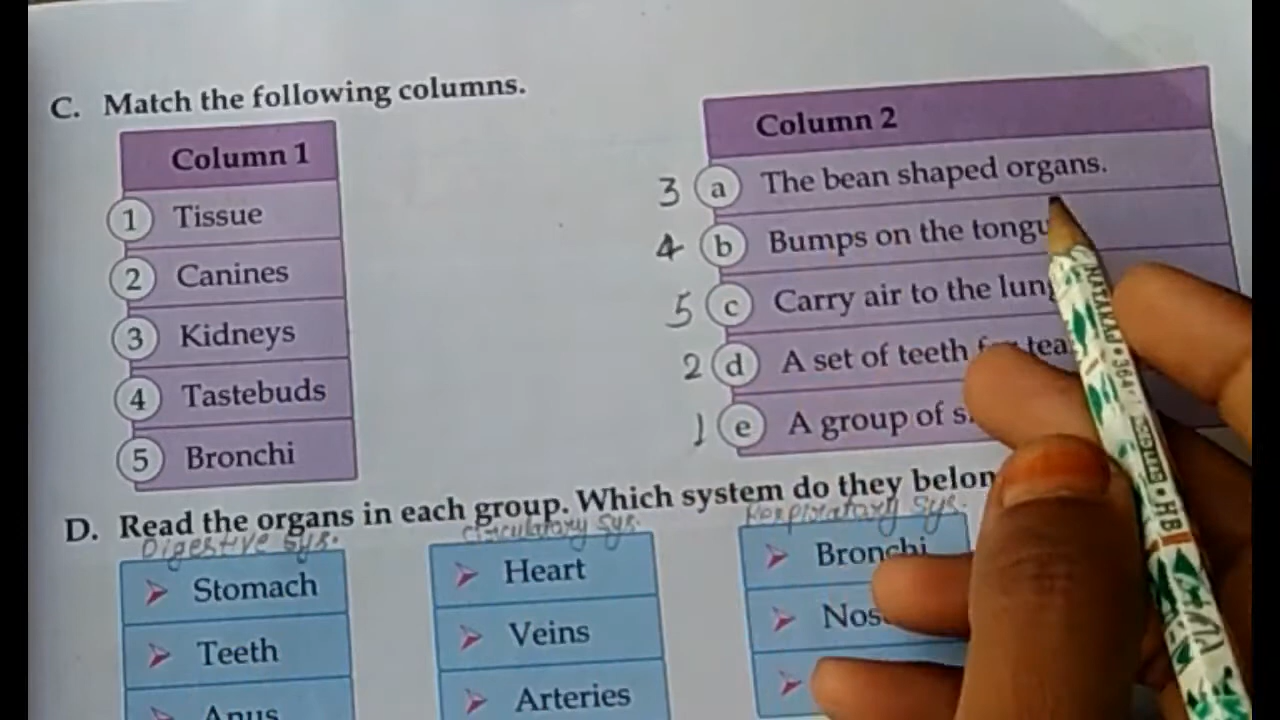 C. Match the following columns.
Column 1
1 Tissue
2 Canines
3 Kidneys
4 Tastebuds
5 Bronchi
Column 2
3 a The bean shaped organs.
4 b Bumps on the tongu
5 c Carry air to the lun
2 d A set of teeth
1 e A group of
D. Read the organs in each group. Which system do they belon
Digestive sys.
Stomach
Teeth
Anus
Circulatory sys.
Heart
Veins
Arteries
Respiratory sys.
Bronchi
Nos
NATARAJ • HB